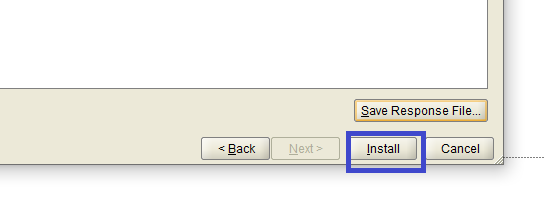 Save Response File...
< Back Next > Install Cancel